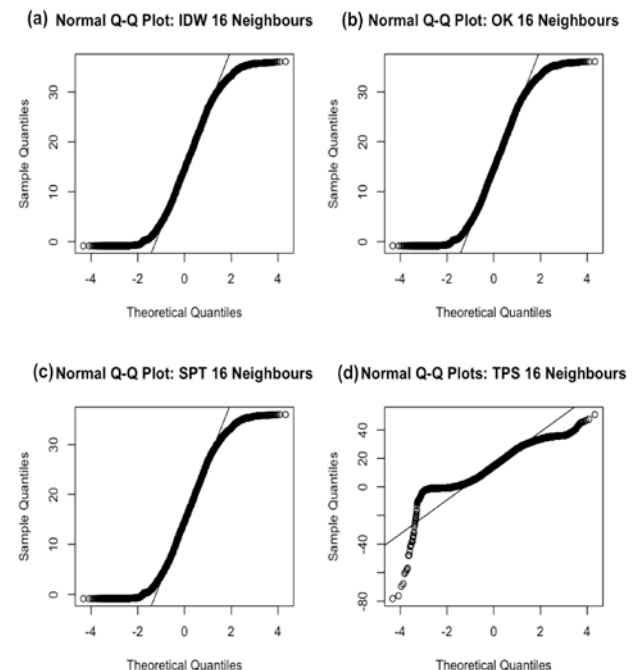 (a) Normal Q-Q Plot: IDW 16 Neighbours
Sample Quantiles
30
20
10
0
-4 -2 0 2 4
Theoretical Quantiles
(b) Normal Q-Q Plot: OK 16 Neighbours
Sample Quantiles
30
20
10
0
-4 -2 0 2 4
Theoretical Quantiles
(c) Normal Q-Q Plot: SPT 16 Neighbours
Sample Quantiles
30
20
10
0
-4 -2 0 2 4
Theoretical Quantiles
(d) Normal Q-Q Plots: TPS 16 Neighbours
Sample Quantiles
40
20
0
-40
-80
-4 -2 0 2 4
Theoretical Quantiles